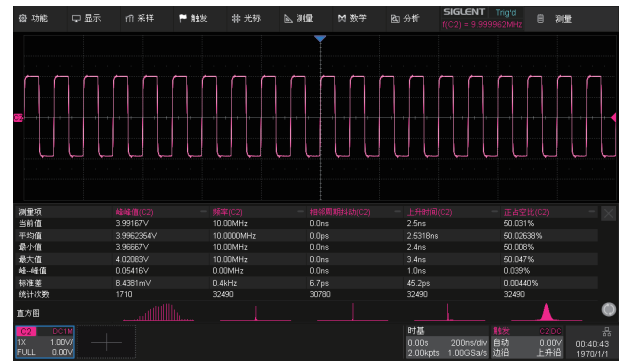 功能 显示 采样 触发 光标 测量 数学 分析 SIGLENT Trig'd 测量
f(C2) = 9.999962MHz
C2
测量项 峰峰值(C2) 频率(C2) 相邻周期抖动(C2) 上升时间(C2) 正占空比(C2)
当前值 3.99167V 10.00MHz 0.0ns 2.5ns 50.031%
平均值 3.9962354V 10.0000MHz 0.0ps 2.5318ns 50.02638%
最小值 3.96667V 10.00MHz 0.0ns 2.4ns 50.008%
最大值 4.02083V 10.00MHz 0.0ns 3.4ns 50.047%
峰--峰值 0.05416V 0.00MHz 0.0ns 1.0ns 0.039%
标准差 8.4381mV 0.4kHz 6.7ps 45.2ps 0.00440%
统计次数 1710 32490 30780 32490 32490
直方图
C2 DC1M 时基 触发 C2DC
1X 1.00V/ 0.00s 200ns/div 自动 0.00V 00:40:43
FULL 0.00V 2.00kpts 1.00GSa/s 边沿 上升沿 1970/1/1